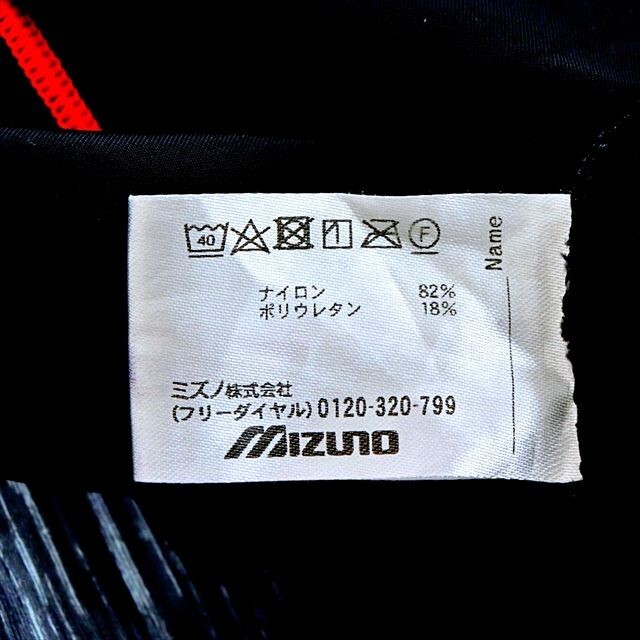 40 F
ナイロン 82%
ポリウレタン 18%
ミズノ株式会社
(フリーダイヤル)0120-320-799
MIZUNO
Name